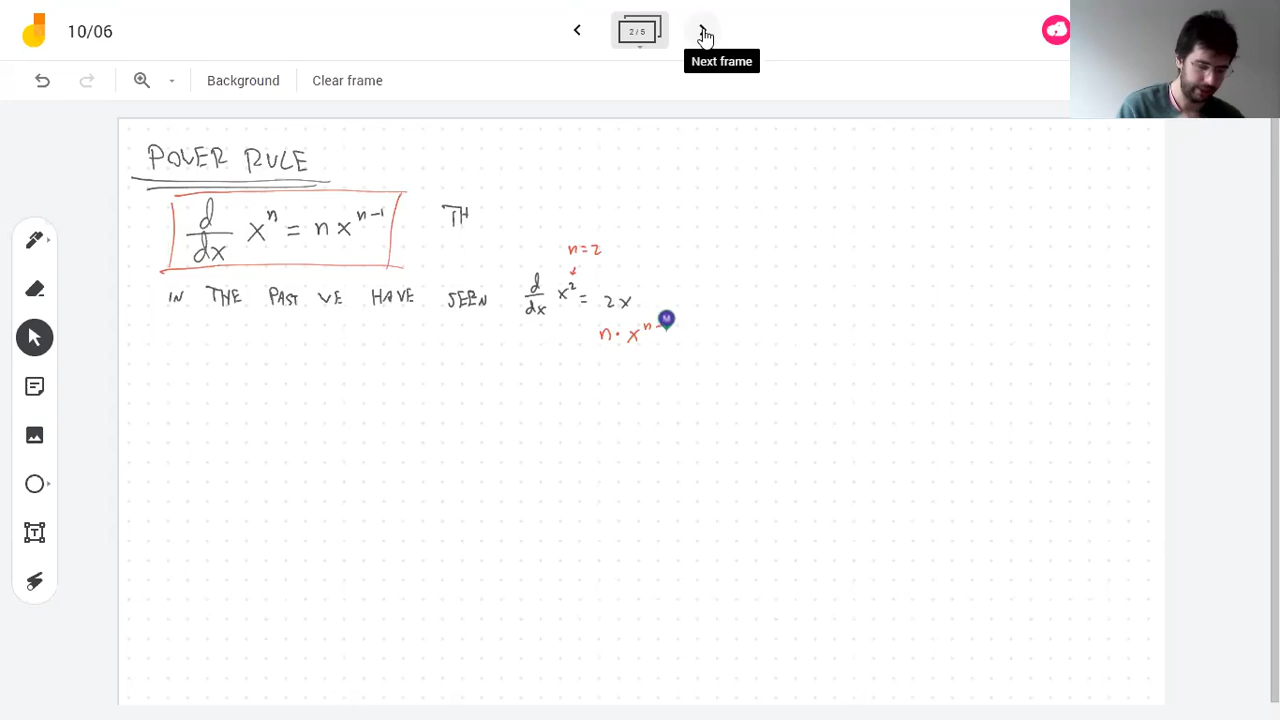 10/06
2 / 5
Next frame
Background
Clear frame
POWER RULE
d/dx x^n = n x^{n-1}
TH
n = 2
IN THE PAST WE HAVE SEEN d/dx x^2 = 2x
n · x^{n-
M